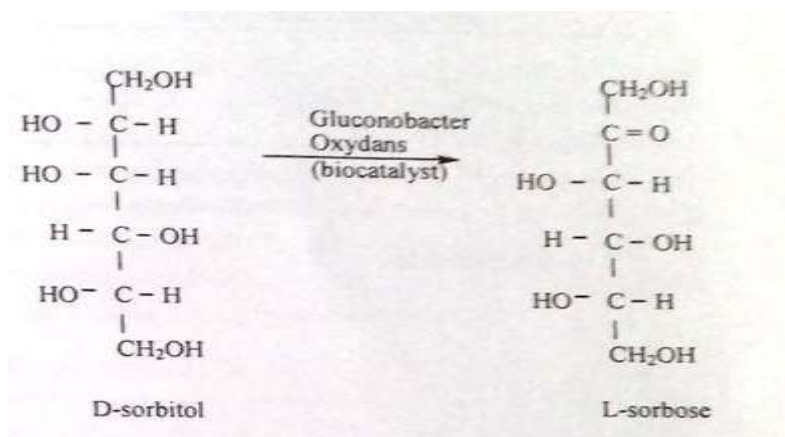 CH₂OH
HO - C - H
HO - C - H
H - C - OH
HO - C - H
CH₂OH
D-sorbitol
Gluconobacter
Oxydans
(biocatalyst)
CH₂OH
C = O
HO - C - H
H - C - OH
HO - C - H
CH₂OH
L-sorbose